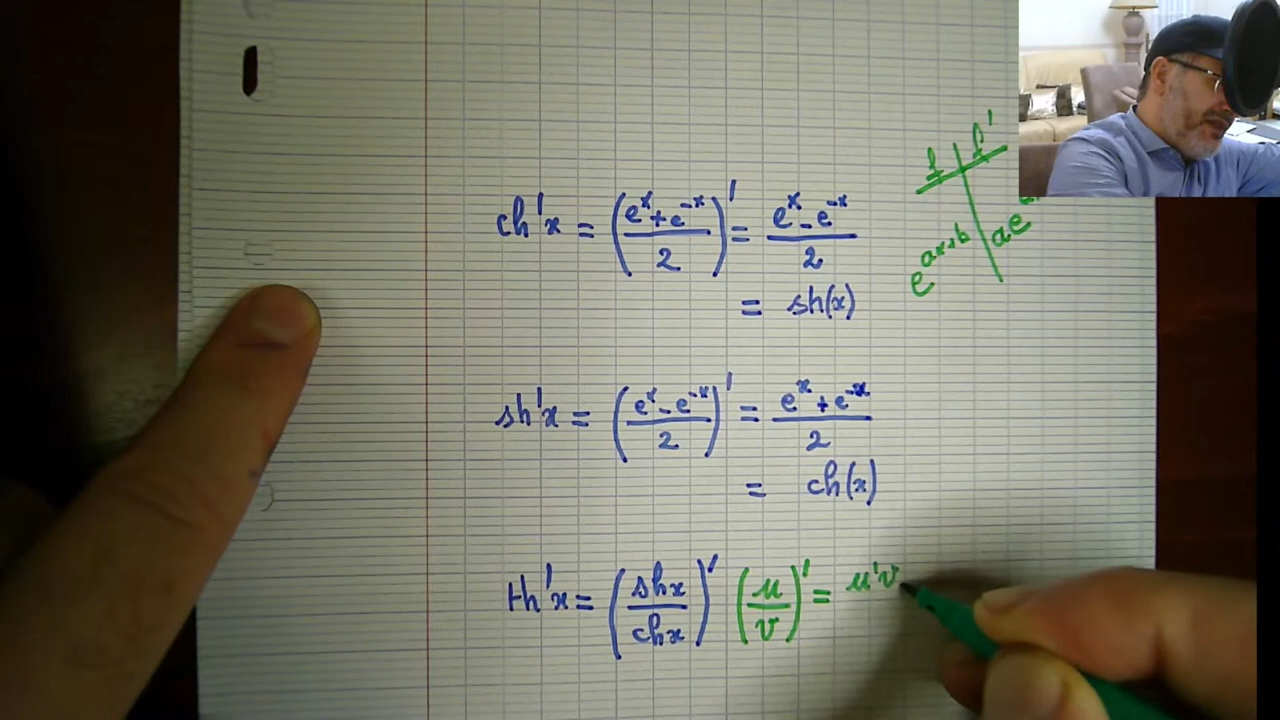 f | f'
e^{ax+b} | ae
ch'x = (e^x + e^{-x} / 2)' = e^x - e^{-x} / 2
= sh(x)
sh'x = (e^x - e^{-x} / 2)' = e^x + e^{-x} / 2
= ch(x)
th'x = (shx / chx)' (u / v)' = u'v